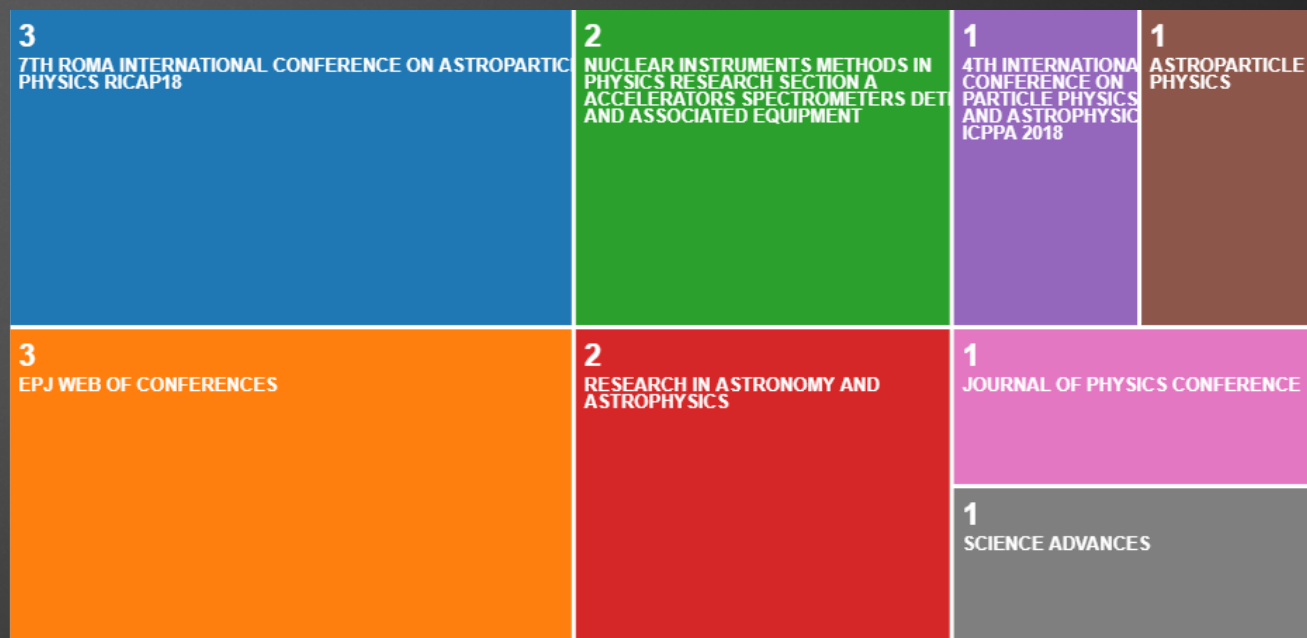 3
7TH ROMA INTERNATIONAL CONFERENCE ON ASTROPARTIC
PHYSICS RICAP18
2
NUCLEAR INSTRUMENTS METHODS IN
PHYSICS RESEARCH SECTION A
ACCELERATORS SPECTROMETERS DET
AND ASSOCIATED EQUIPMENT
1
4TH INTERNATIONA
CONFERENCE ON
PARTICLE PHYSICS
AND ASTROPHYSIC
ICPPA 2018
1
ASTROPARTICLE
PHYSICS
3
EPJ WEB OF CONFERENCES
2
RESEARCH IN ASTRONOMY AND
ASTROPHYSICS
1
JOURNAL OF PHYSICS CONFERENCE
1
SCIENCE ADVANCES